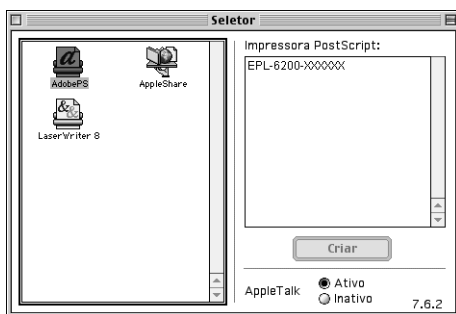 Seletor
AdobePS
AppleShare
LaserWriter 8
Impressora PostScript:
EPL-6200-XXXXXX
Criar
AppleTalk
Ativo
Inativo
7.6.2